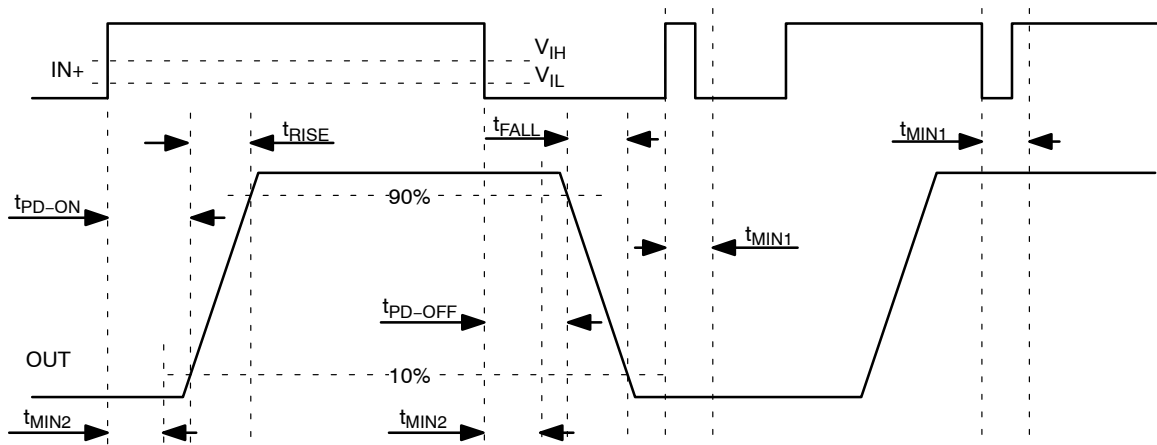 V_IH
IN+
V_IL
t_RISE
t_FALL
t_MIN1
90%
t_PD–ON
t_MIN1
t_PD–OFF
OUT
10%
t_MIN2
t_MIN2